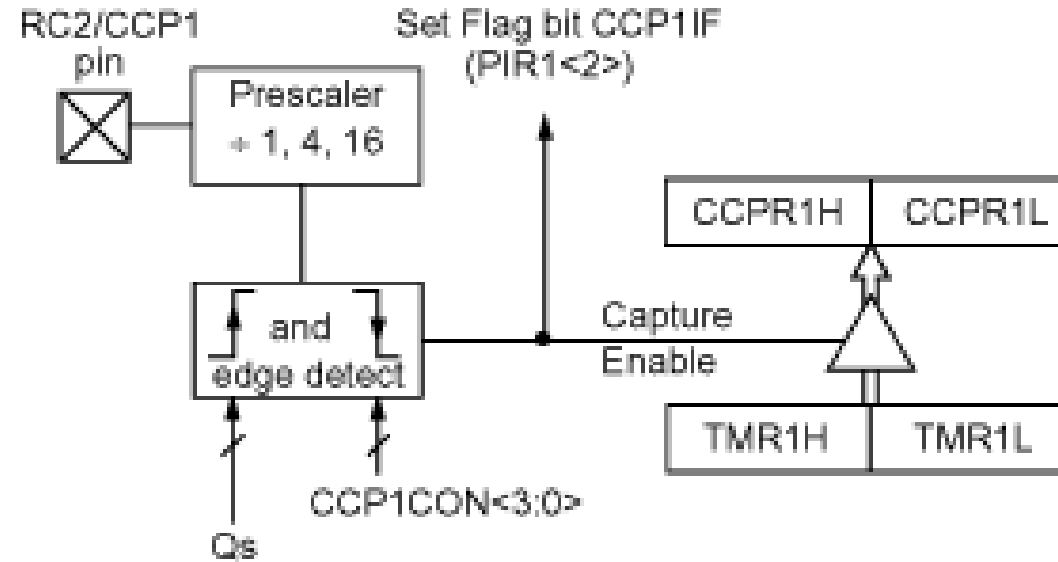 RC2/CCP1
pin
Set Flag bit CCP1IF
(PIR1<2>)
Prescaler
÷ 1, 4, 16
CCPR1H
CCPR1L
and
edge detect
Capture
Enable
TMR1H
TMR1L
CCP1CON<3:0>
Qs